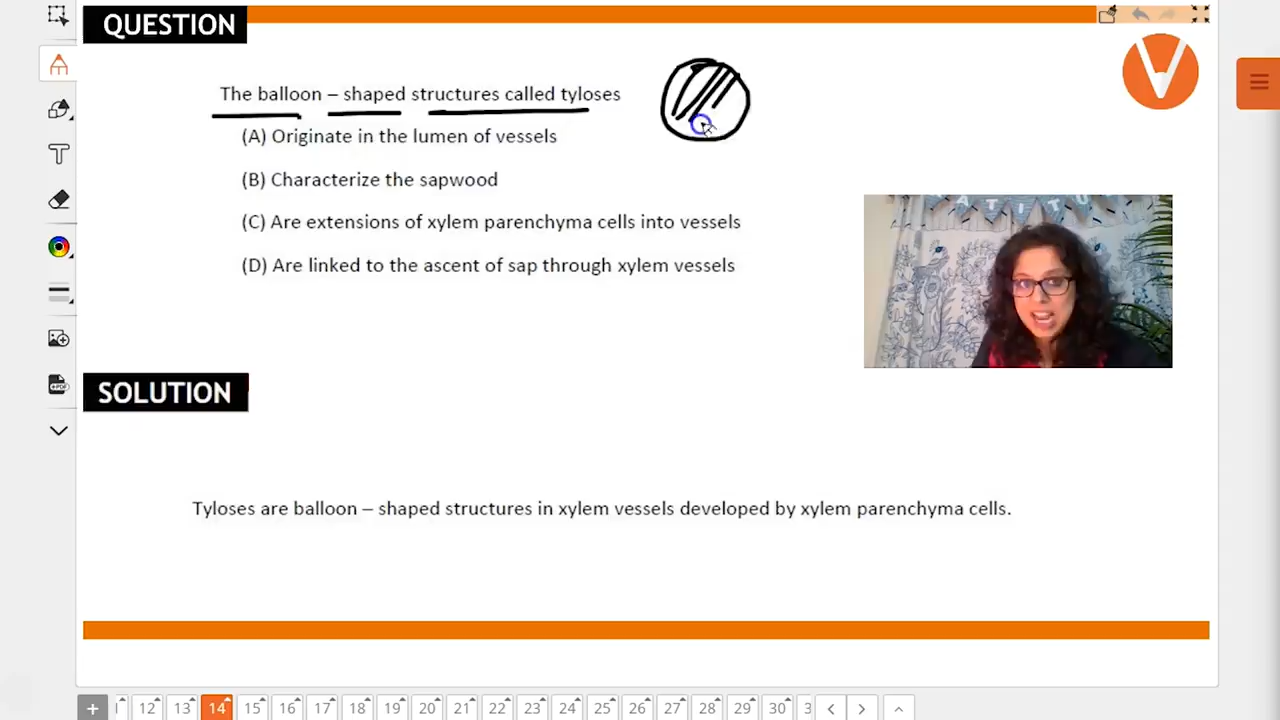 QUESTION
The balloon – shaped structures called tyloses
(A) Originate in the lumen of vessels
(B) Characterize the sapwood
(C) Are extensions of xylem parenchyma cells into vessels
(D) Are linked to the ascent of sap through xylem vessels
SOLUTION
Tyloses are balloon – shaped structures in xylem vessels developed by xylem parenchyma cells.
12 13 14 15 16 17 18 19 20 21 22 23 24 25 26 27 28 29 30